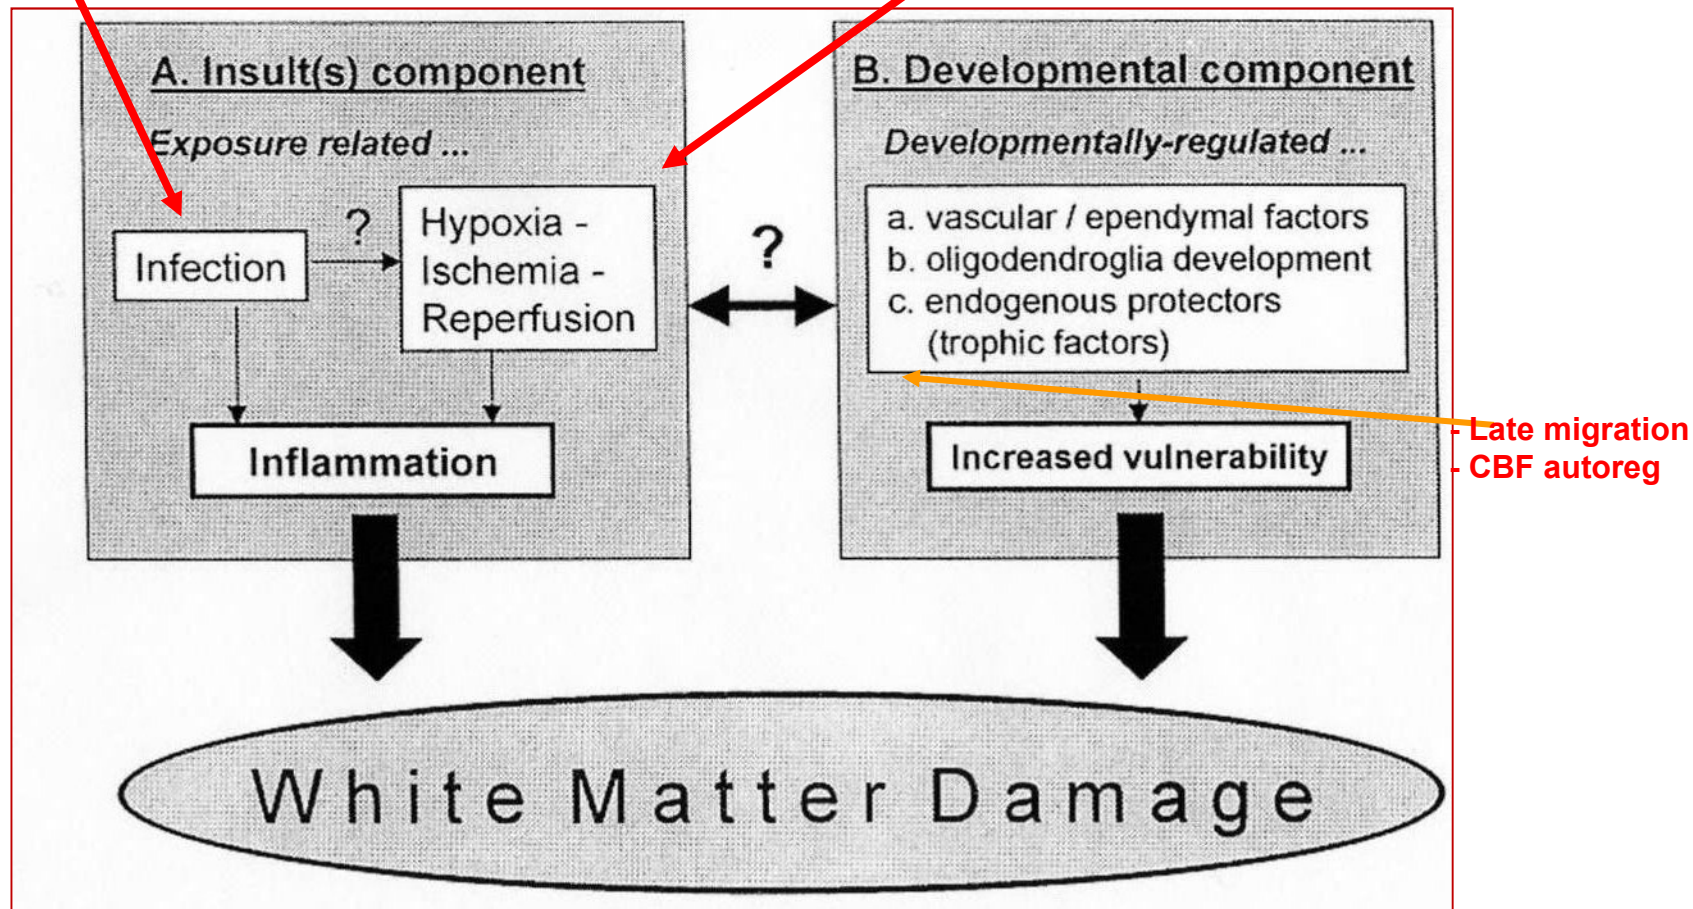 A. Insult(s) component
Exposure related ...
Infection
?
Hypoxia -
Ischemia -
Reperfusion
Inflammation
?
B. Developmental component
Developmentally-regulated ...
a. vascular / ependymal factors
b. oligodendroglia development
c. endogenous protectors
(trophic factors)
Increased vulnerability
- Late migration
- CBF autoreg
White Matter Damage